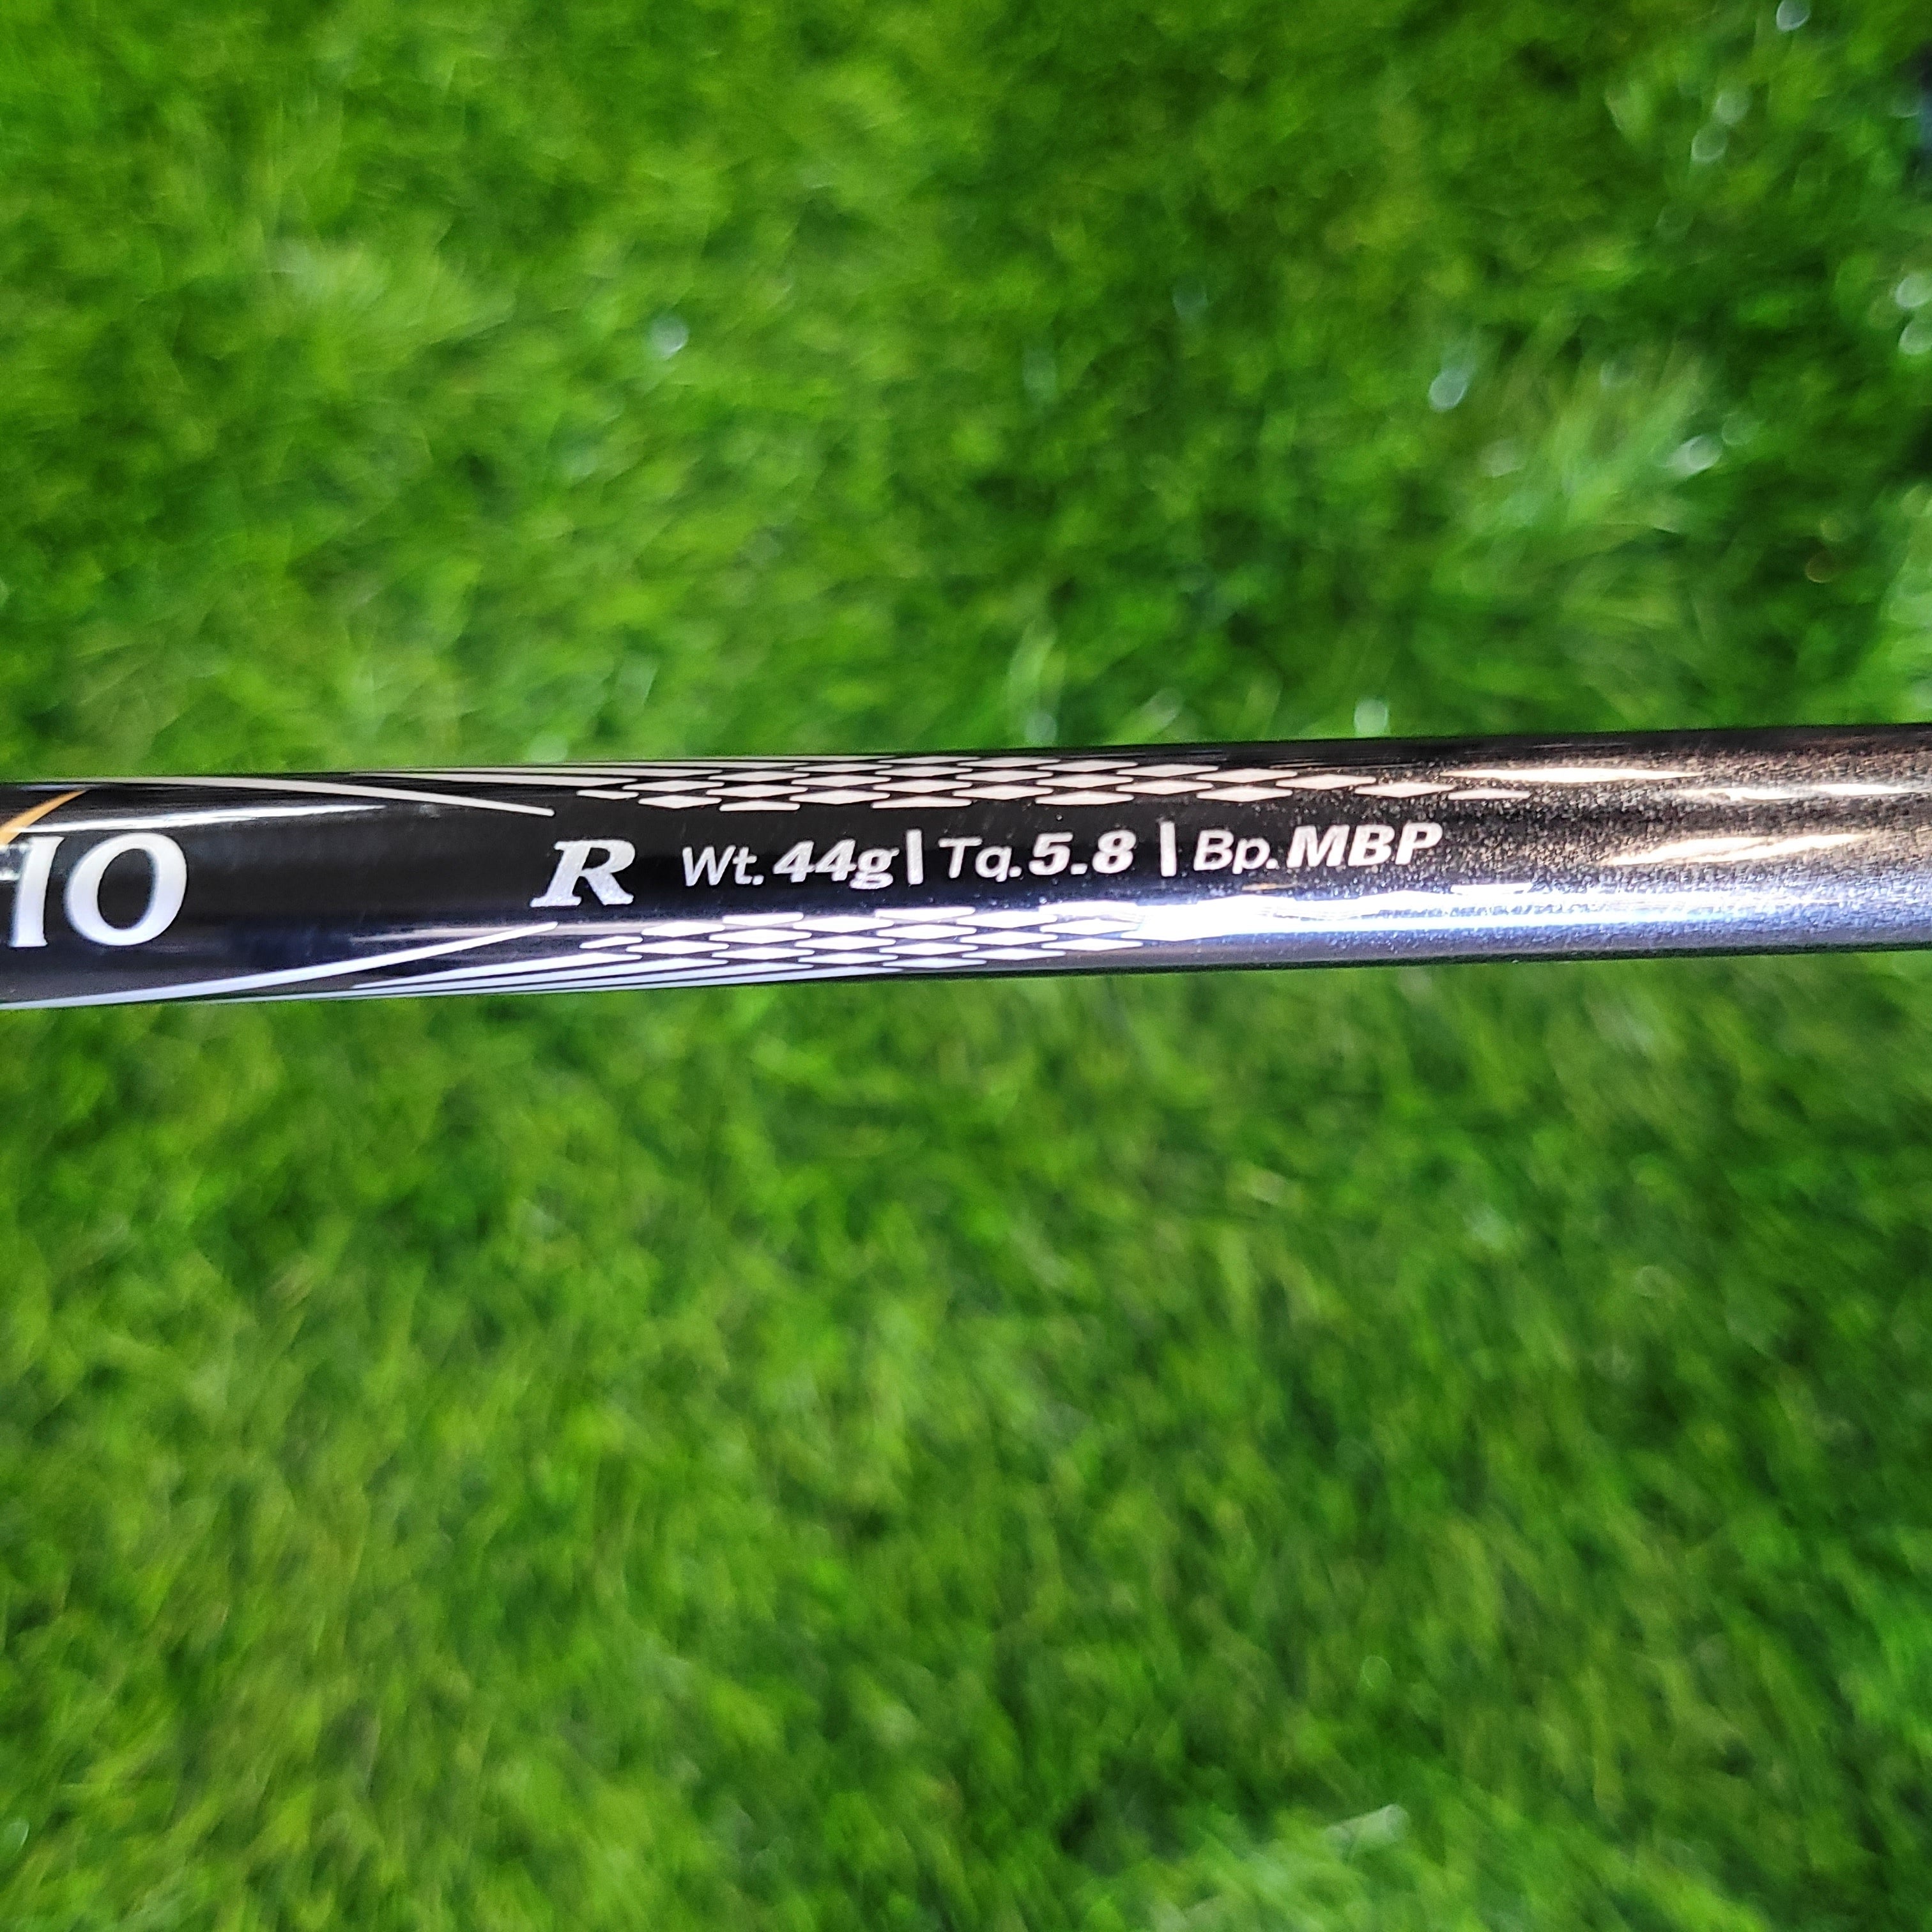 IO R Wt.44g| Tq.5.8 | Bp.MBP